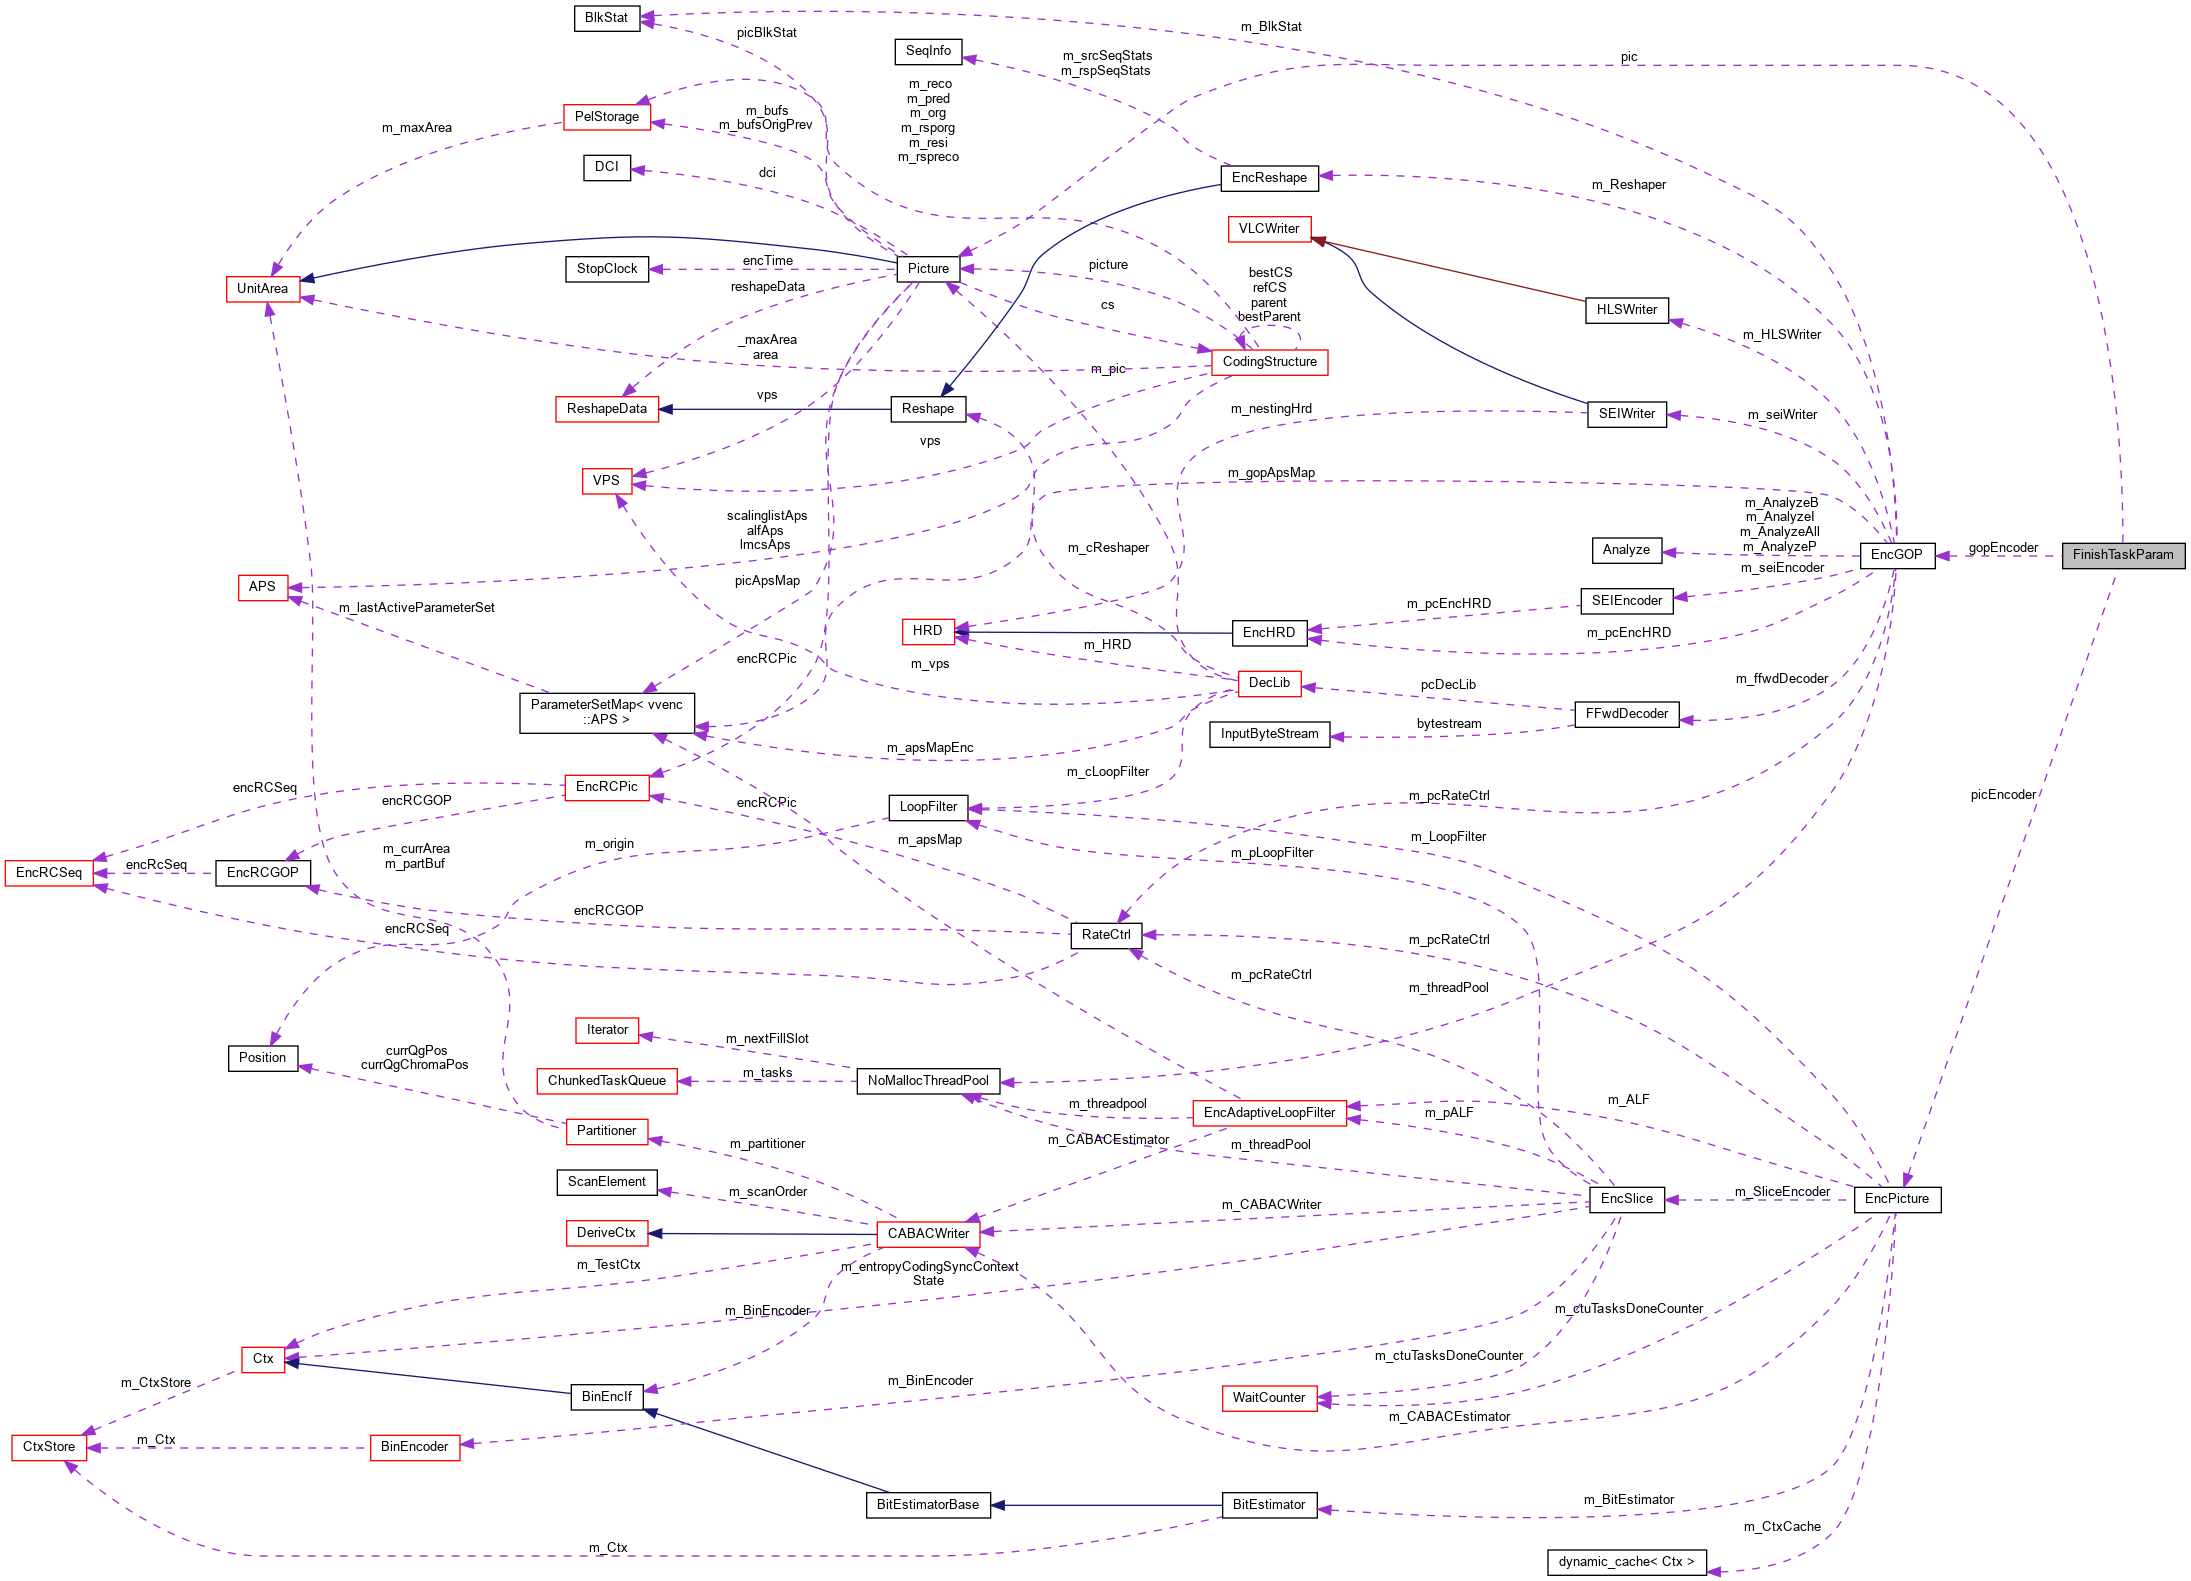 BlkStat
picBlkStat
m_BlkStat
SeqInfo
m_srcSeqStats
m_rspSeqStats
pic
m_reco
m_pred
m_org
m_rsporg
m_resi
m_rspreco
PelStorage
m_bufs
m_bufsOrigPrev
m_maxArea
DCI
dci
EncReshape
m_Reshaper
VLCWriter
StopClock
encTime
Picture
picture
UnitArea
reshapeData
cs
bestCS
refCS
parent
bestParent
HLSWriter
m_HLSWriter
_maxArea
area
CodingStructure
m_pic
ReshapeData
vps
Reshape
m_nestingHrd
SEIWriter
m_seiWriter
vps
VPS
m_gopApsMap
scalinglistAps
alfAps
lmcsAps
m_AnalyzeB
m_AnalyzeI
m_AnalyzeAll
m_AnalyzeP
Analyze
m_cReshaper
EncGOP
gopEncoder
FinishTaskParam
APS
picApsMap
m_seiEncoder
m_lastActiveParameterSet
m_pcEncHRD
SEIEncoder
HRD
EncHRD
m_pcEncHRD
m_HRD
encRCPic
m_vps
DecLib
pcDecLib
m_ffwdDecoder
ParameterSetMap< vvenc
::APS >
FFwdDecoder
bytestream
InputByteStream
m_apsMapEnc
m_cLoopFilter
encRCSeq
EncRCPic
encRCGOP
encRCPic
LoopFilter
m_pcRateCtrl
picEncoder
m_origin
m_apsMap
m_LoopFilter
m_currArea
m_partBuf
m_pLoopFilter
EncRCSeq
encRcSeq
EncRCGOP
encRCGOP
encRCSeq
RateCtrl
m_pcRateCtrl
m_pcRateCtrl
m_threadPool
Iterator
m_nextFillSlot
Position
currQgPos
currQgChromaPos
ChunkedTaskQueue
m_tasks
NoMallocThreadPool
m_threadpool
EncAdaptiveLoopFilter
m_pALF
m_ALF
Partitioner
m_partitioner
m_CABACEstimator
m_threadPool
ScanElement
m_scanOrder
m_CABACWriter
EncSlice
m_SliceEncoder
EncPicture
DeriveCtx
CABACWriter
m_TestCtx
m_entropyCodingSyncContext
State
m_BinEncoder
m_ctuTasksDoneCounter
Ctx
m_ctuTasksDoneCounter
m_CtxStore
BinEncIf
m_BinEncoder
WaitCounter
m_CABACEstimator
CtxStore
m_Ctx
BinEncoder
BitEstimatorBase
BitEstimator
m_BitEstimator
m_CtxCache
m_Ctx
dynamic_cache< Ctx >